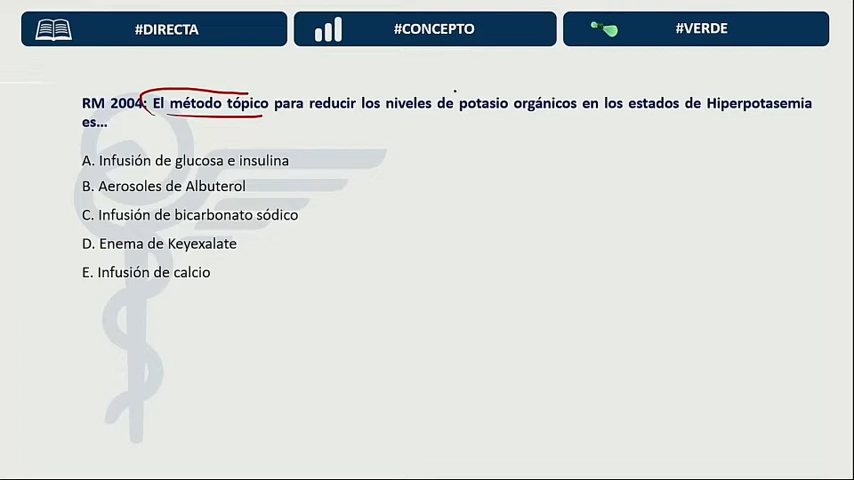 #DIRECTA
#CONCEPTO
#VERDE
RM 2004: El método tópico para reducir los niveles de potasio orgánicos en los estados de Hiperpotasemia
es...
A. Infusión de glucosa e insulina
B. Aerosoles de Albuterol
C. Infusión de bicarbonato sódico
D. Enema de Keyexalate
E. Infusión de calcio